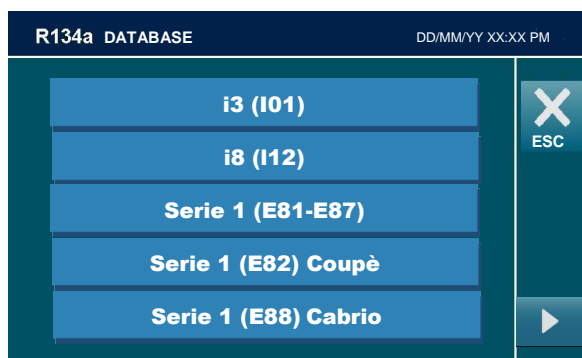 R134a DATABASE DD/MM/YY XX:XX PM
i3 (I01)
ESC
i8 (I12)
Serie 1 (E81-E87)
Serie 1 (E82) Coupè
Serie 1 (E88) Cabrio